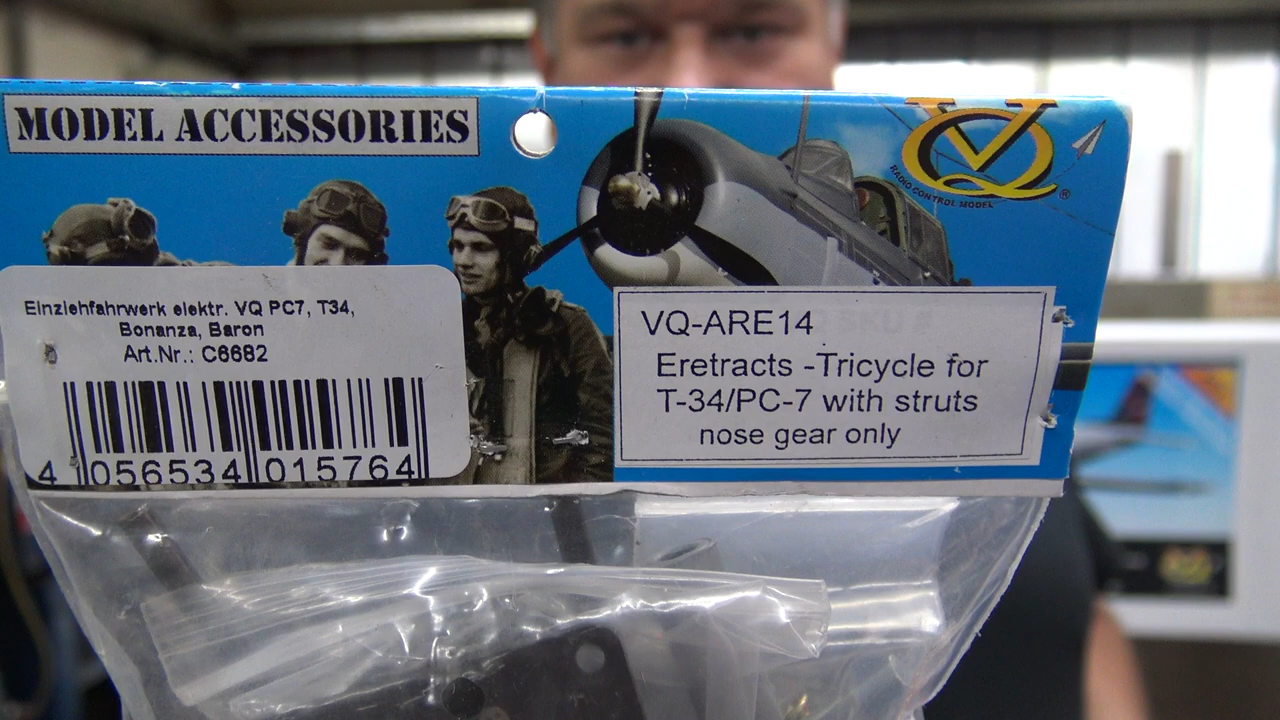 MODEL ACCESSORIES
VQ
RADIO CONTROL MODEL ®
Einziehfahrwerk elektr. VQ PC7, T34,
Bonanza, Baron
Art.Nr.: C6682
4 056534 015764
VQ-ARE14
Eretracts -Tricycle for
T-34/PC-7 with struts
nose gear only